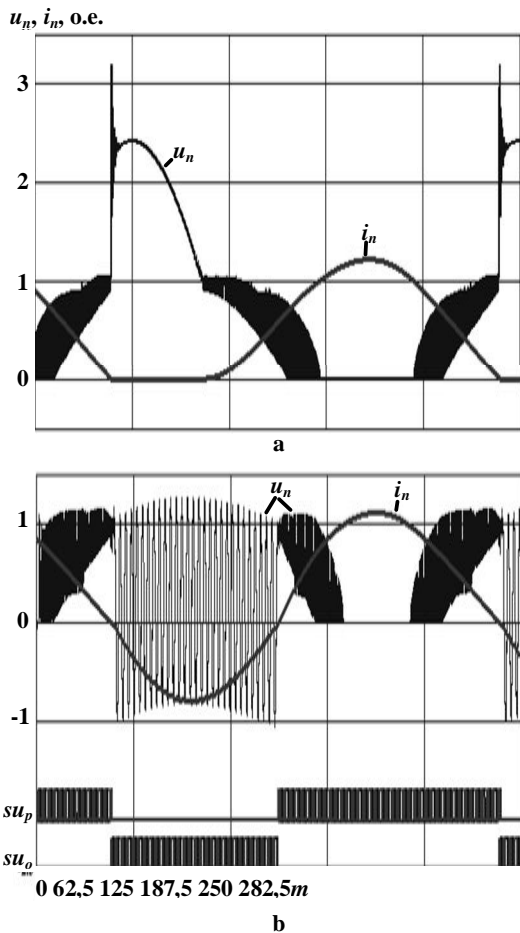 uₙ, iₙ, o.e.
3
uₙ
2
iₙ
1
0
a
uₙ
iₙ
1
0
-1
suₚ
suₒ
0 62,5 125 187,5 250 282,5m
b